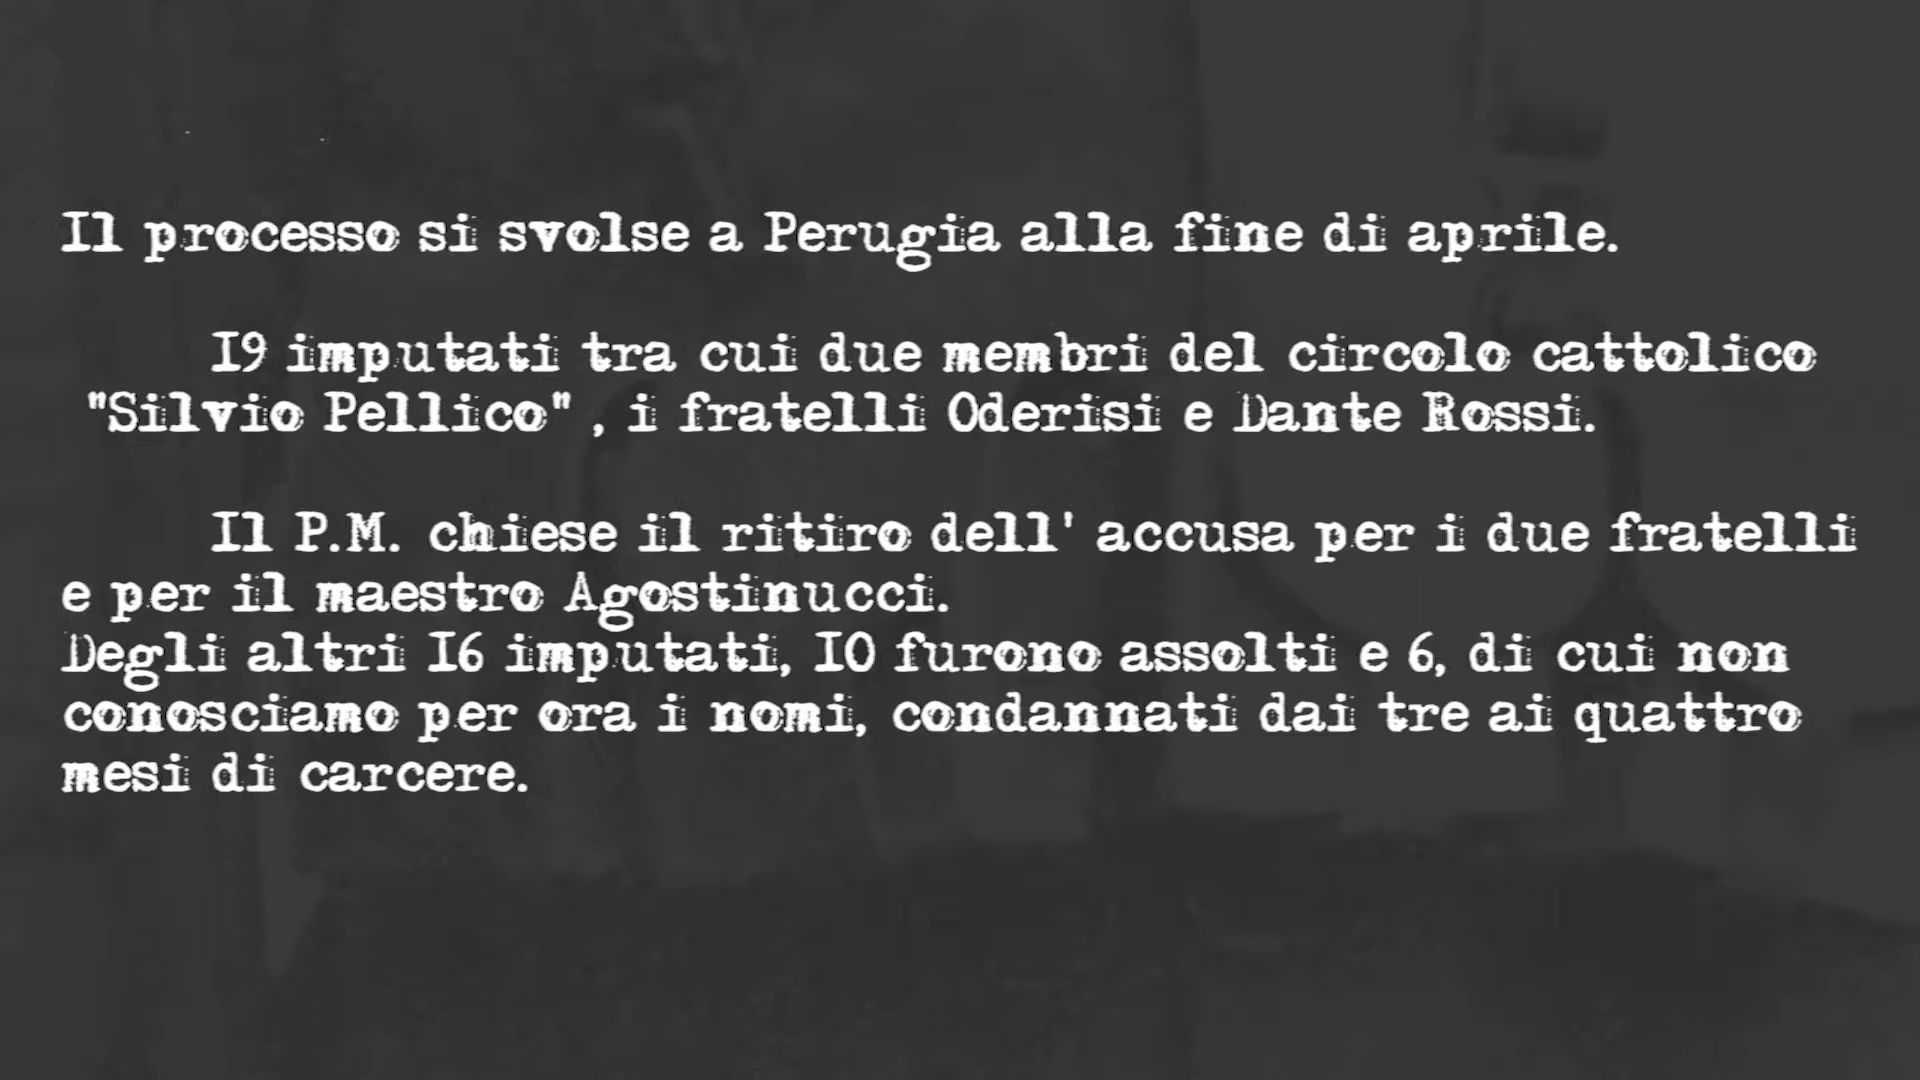 Il processo si svolse a Perugia alla fine di aprile.
19 imputati tra cui due membri del circolo cattolico
"Silvio Pellico" , i fratelli Oderisi e Dante Rossi.
Il P.M. chiese il ritiro dell' accusa per i due fratelli
e per il maestro Agostinucci.
Degli altri 16 imputati, 10 furono assolti e 6, di cui non
conosciamo per ora i nomi, condannati dai tre ai quattro
mesi di carcere.